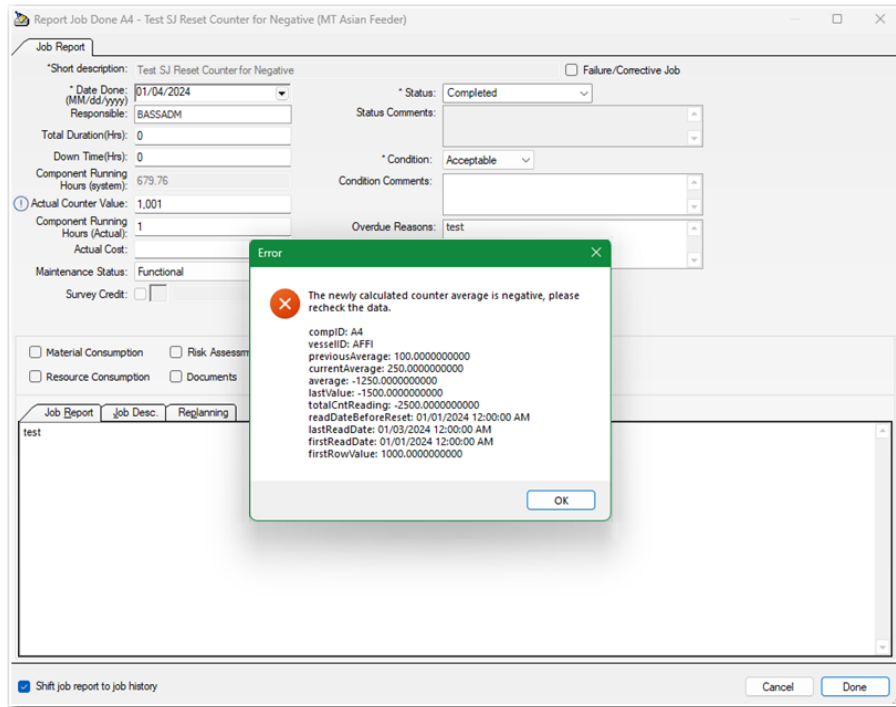 Report Job Done A4 - Test SJ Reset Counter for Negative (MT Asian Feeder)
Job Report
*Short description: Test SJ Reset Counter for Negative
Failure/Corrective Job
* Date Done: (MM/dd/yyyy) 01/04/2024
* Status: Completed
Responsible: BASSADM
Status Comments:
Total Duration(Hrs): 0
Down Time(Hrs): 0
* Condition: Acceptable
Component Running Hours (system): 679.76
Condition Comments:
Actual Counter Value: 1,001
Component Running Hours (Actual): 1
Overdue Reasons: test
Actual Cost:
Maintenance Status: Functional
Survey Credit:
Error
The newly calculated counter average is negative, please
recheck the data.
compID: A4
vesselID: AFFI
previousAverage: 100.0000000000
currentAverage: 250.0000000000
average: -1250.0000000000
lastValue: -1500.0000000000
totalCntReading: -2500.0000000000
readDateBeforeReset: 01/01/2024 12:00:00 AM
lastReadDate: 01/03/2024 12:00:00 AM
firstReadDate: 01/01/2024 12:00:00 AM
firstRowValue: 1000.0000000000
OK
Material Consumption
Risk Assessm
Resource Consumption
Documents
Job Report
Job Desc.
Replanning
test
Shift job report to job history
Cancel
Done